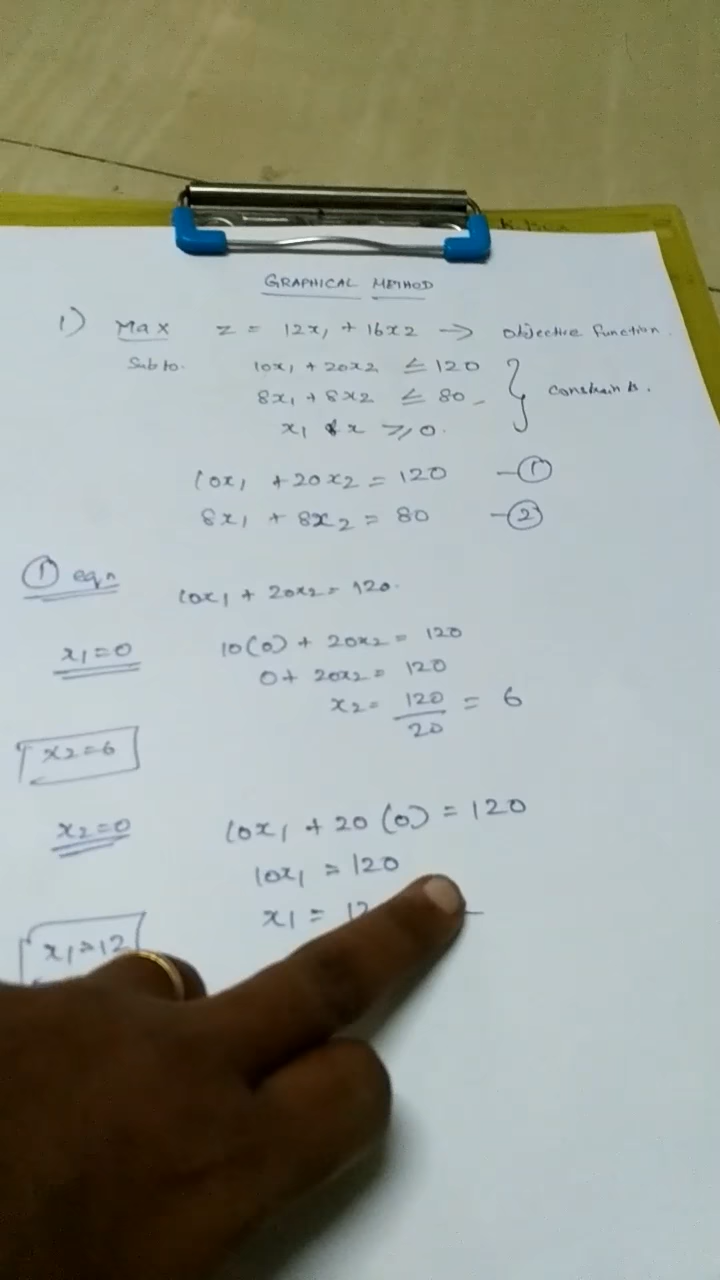 GRAPHICAL METHOD
1) Max z = 12x1 + 16x2 → Objective Function.
Sub to. 10x1 + 20x2 ≤ 120
8x1 + 8x2 ≤ 80 } Constraints.
x1 & x ≥ 0.
10x1 + 20x2 = 120 —①
8x1 + 8x2 = 80 —②
① eqn 10x1 + 20x2 = 120.
x1=0 10(0) + 20x2 = 120
0 + 20x2 = 120
x2 = 120/20 = 6
x2=6
x2=0 10x1 + 20(0) = 120
10x1 = 120
x1 = 12
x1=12